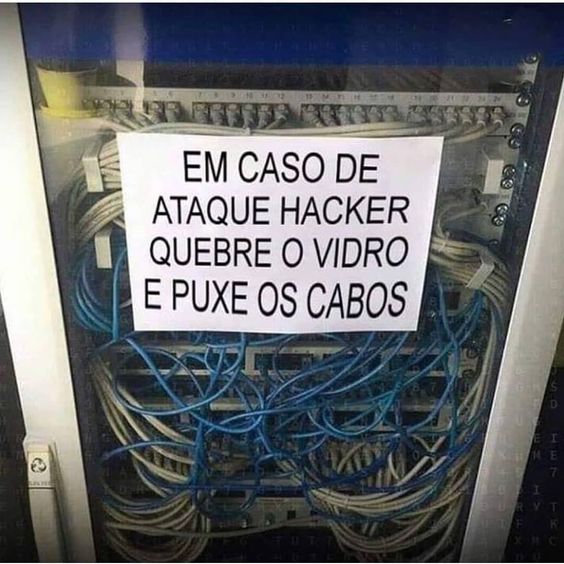 EM CASO DE
ATAQUE HACKER
QUEBRE O VIDRO
E PUXE OS CABOS